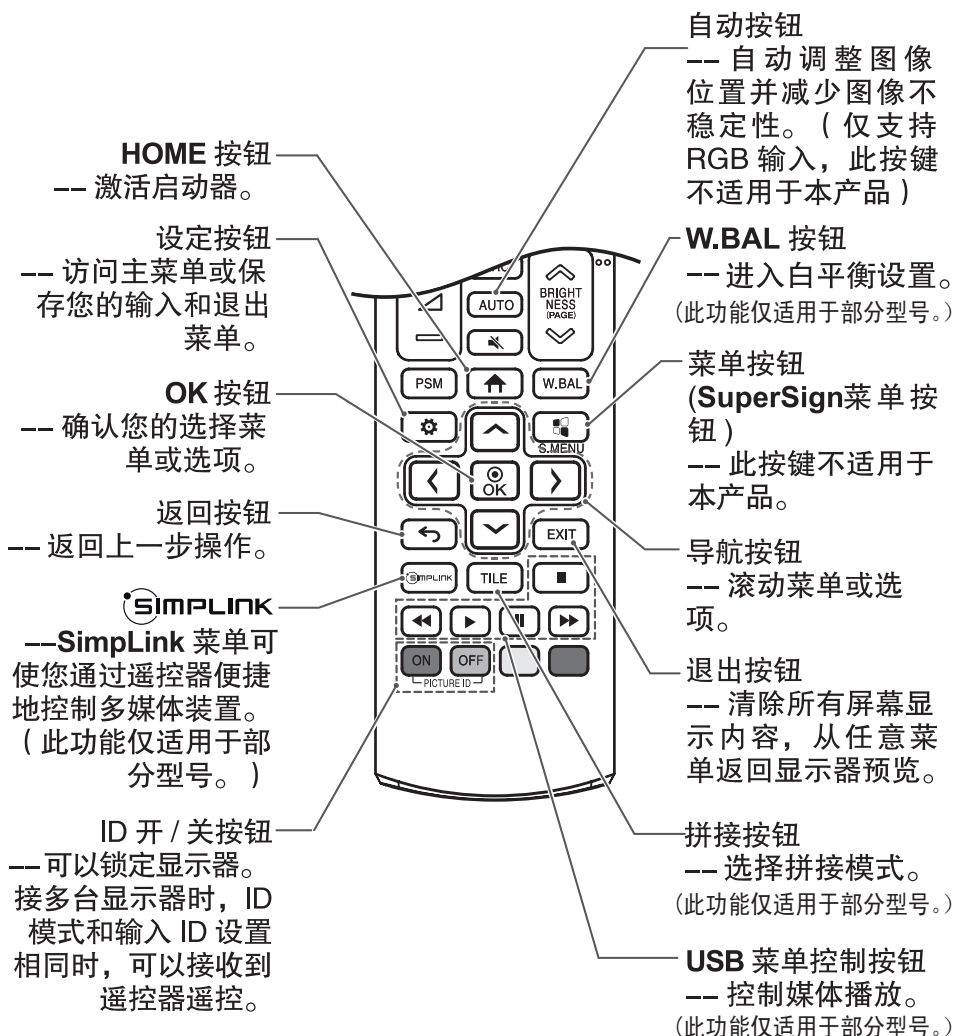 自动按钮
-- 自动调整图像
位置并减少图像不
稳定性。(仅支持
RGB 输入，此按键
不适用于本产品)
HOME 按钮
-- 激活启动器。
设定按钮
-- 访问主菜单或保
存您的输入和退出
菜单。
OK 按钮
-- 确认您的选择菜
单或选项。
返回按钮
-- 返回上一步操作。
SIMPLINK
--SimpLink 菜单可
使您通过遥控器便捷
地控制多媒体装置。
(此功能仅适用于部
分型号。)
ID 开 / 关按钮
-- 可以锁定显示器。
接多台显示器时，ID
模式和输入 ID 设置
相同时，可以接收到
遥控器遥控。
AUTO
BRIGHT
NESS
(PAGE)
PSM
W.BAL
S.MENU
OK
EXIT
SIMPLINK
TILE
ON
OFF
PICTURE ID
W.BAL 按钮
-- 进入白平衡设置。
(此功能仅适用于部分型号。)
菜单按钮
(SuperSign菜单按
钮)
-- 此按键不适用于
本产品。
导航按钮
-- 滚动菜单或选
项。
退出按钮
-- 清除所有屏幕显
示内容，从任意菜
单返回显示器预览。
拼接按钮
-- 选择拼接模式。
(此功能仅适用于部分型号。)
USB 菜单控制按钮
-- 控制媒体播放。
(此功能仅适用于部分型号。)